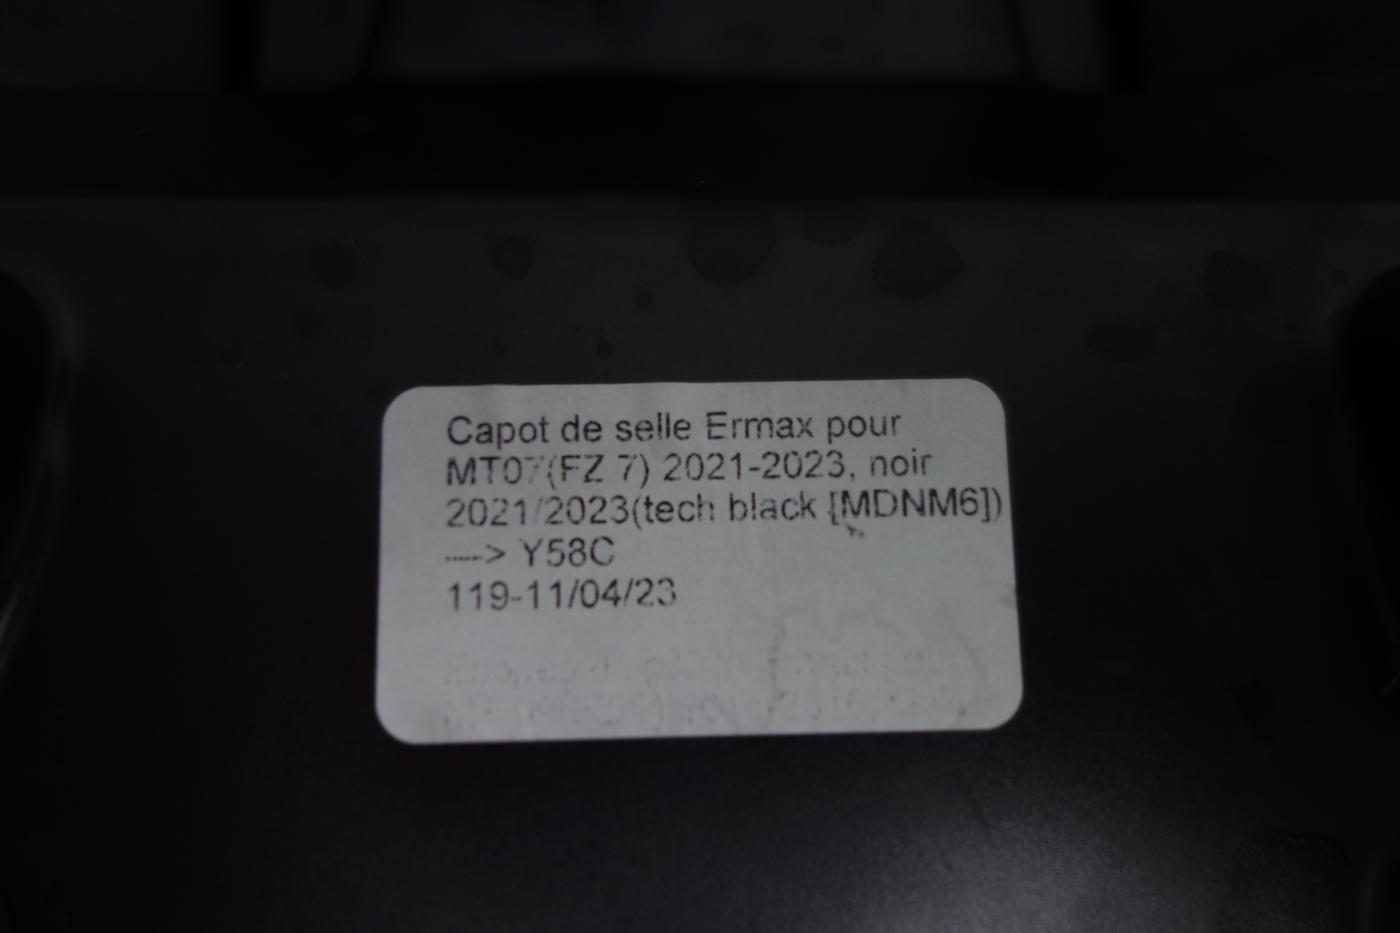 Capot de selle Ermax pour
MT07(FZ 7) 2021-2023, noir
2021/2023(tech black [MDNM6])
----> Y58C
119-11/04/23